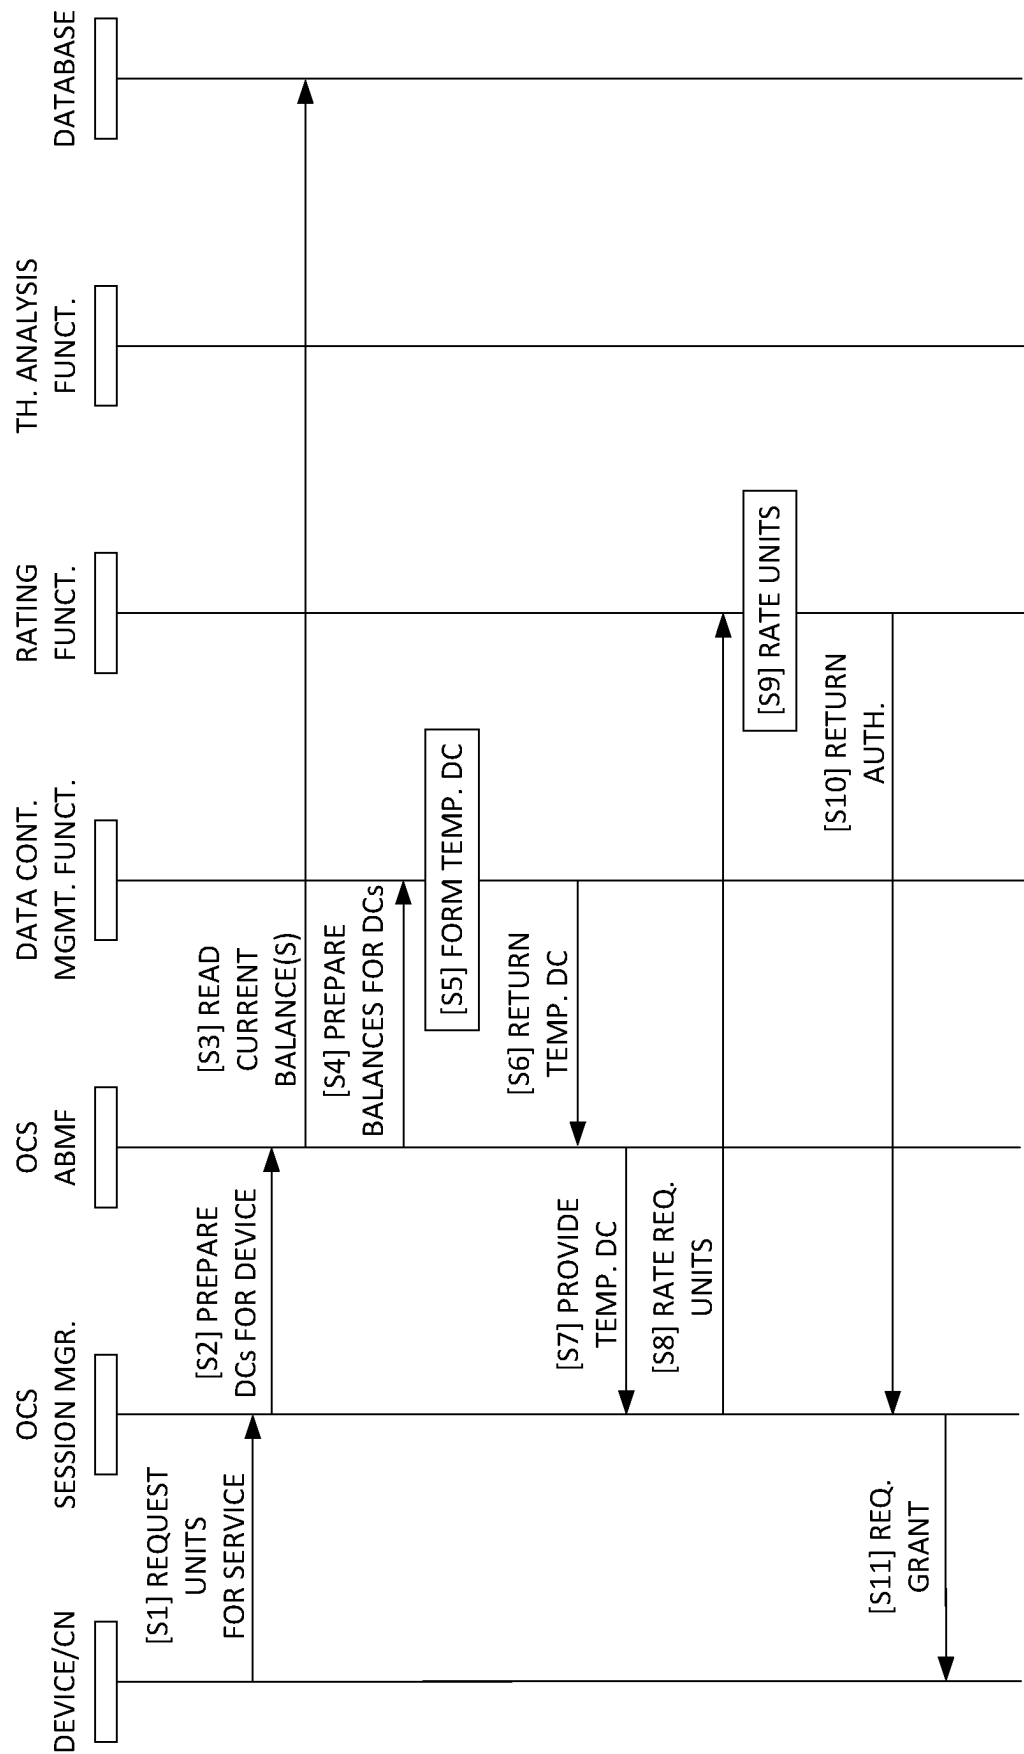 DEVICE/CN
OCS
SESSION MGR.
OCS
ABMF
DATA CONT.
MGMT. FUNCT.
RATING
FUNCT.
TH. ANALYSIS
FUNCT.
DATABASE
[S1] REQUEST
UNITS
FOR SERVICE
[S2] PREPARE
DCs FOR DEVICE
[S3] READ
CURRENT
BALANCE(S)
[S4] PREPARE
BALANCES FOR DCs
[S5] FORM TEMP. DC
[S6] RETURN
TEMP. DC
[S7] PROVIDE
TEMP. DC
[S8] RATE REQ.
UNITS
[S9] RATE UNITS
[S10] RETURN
AUTH.
[S11] REQ.
GRANT